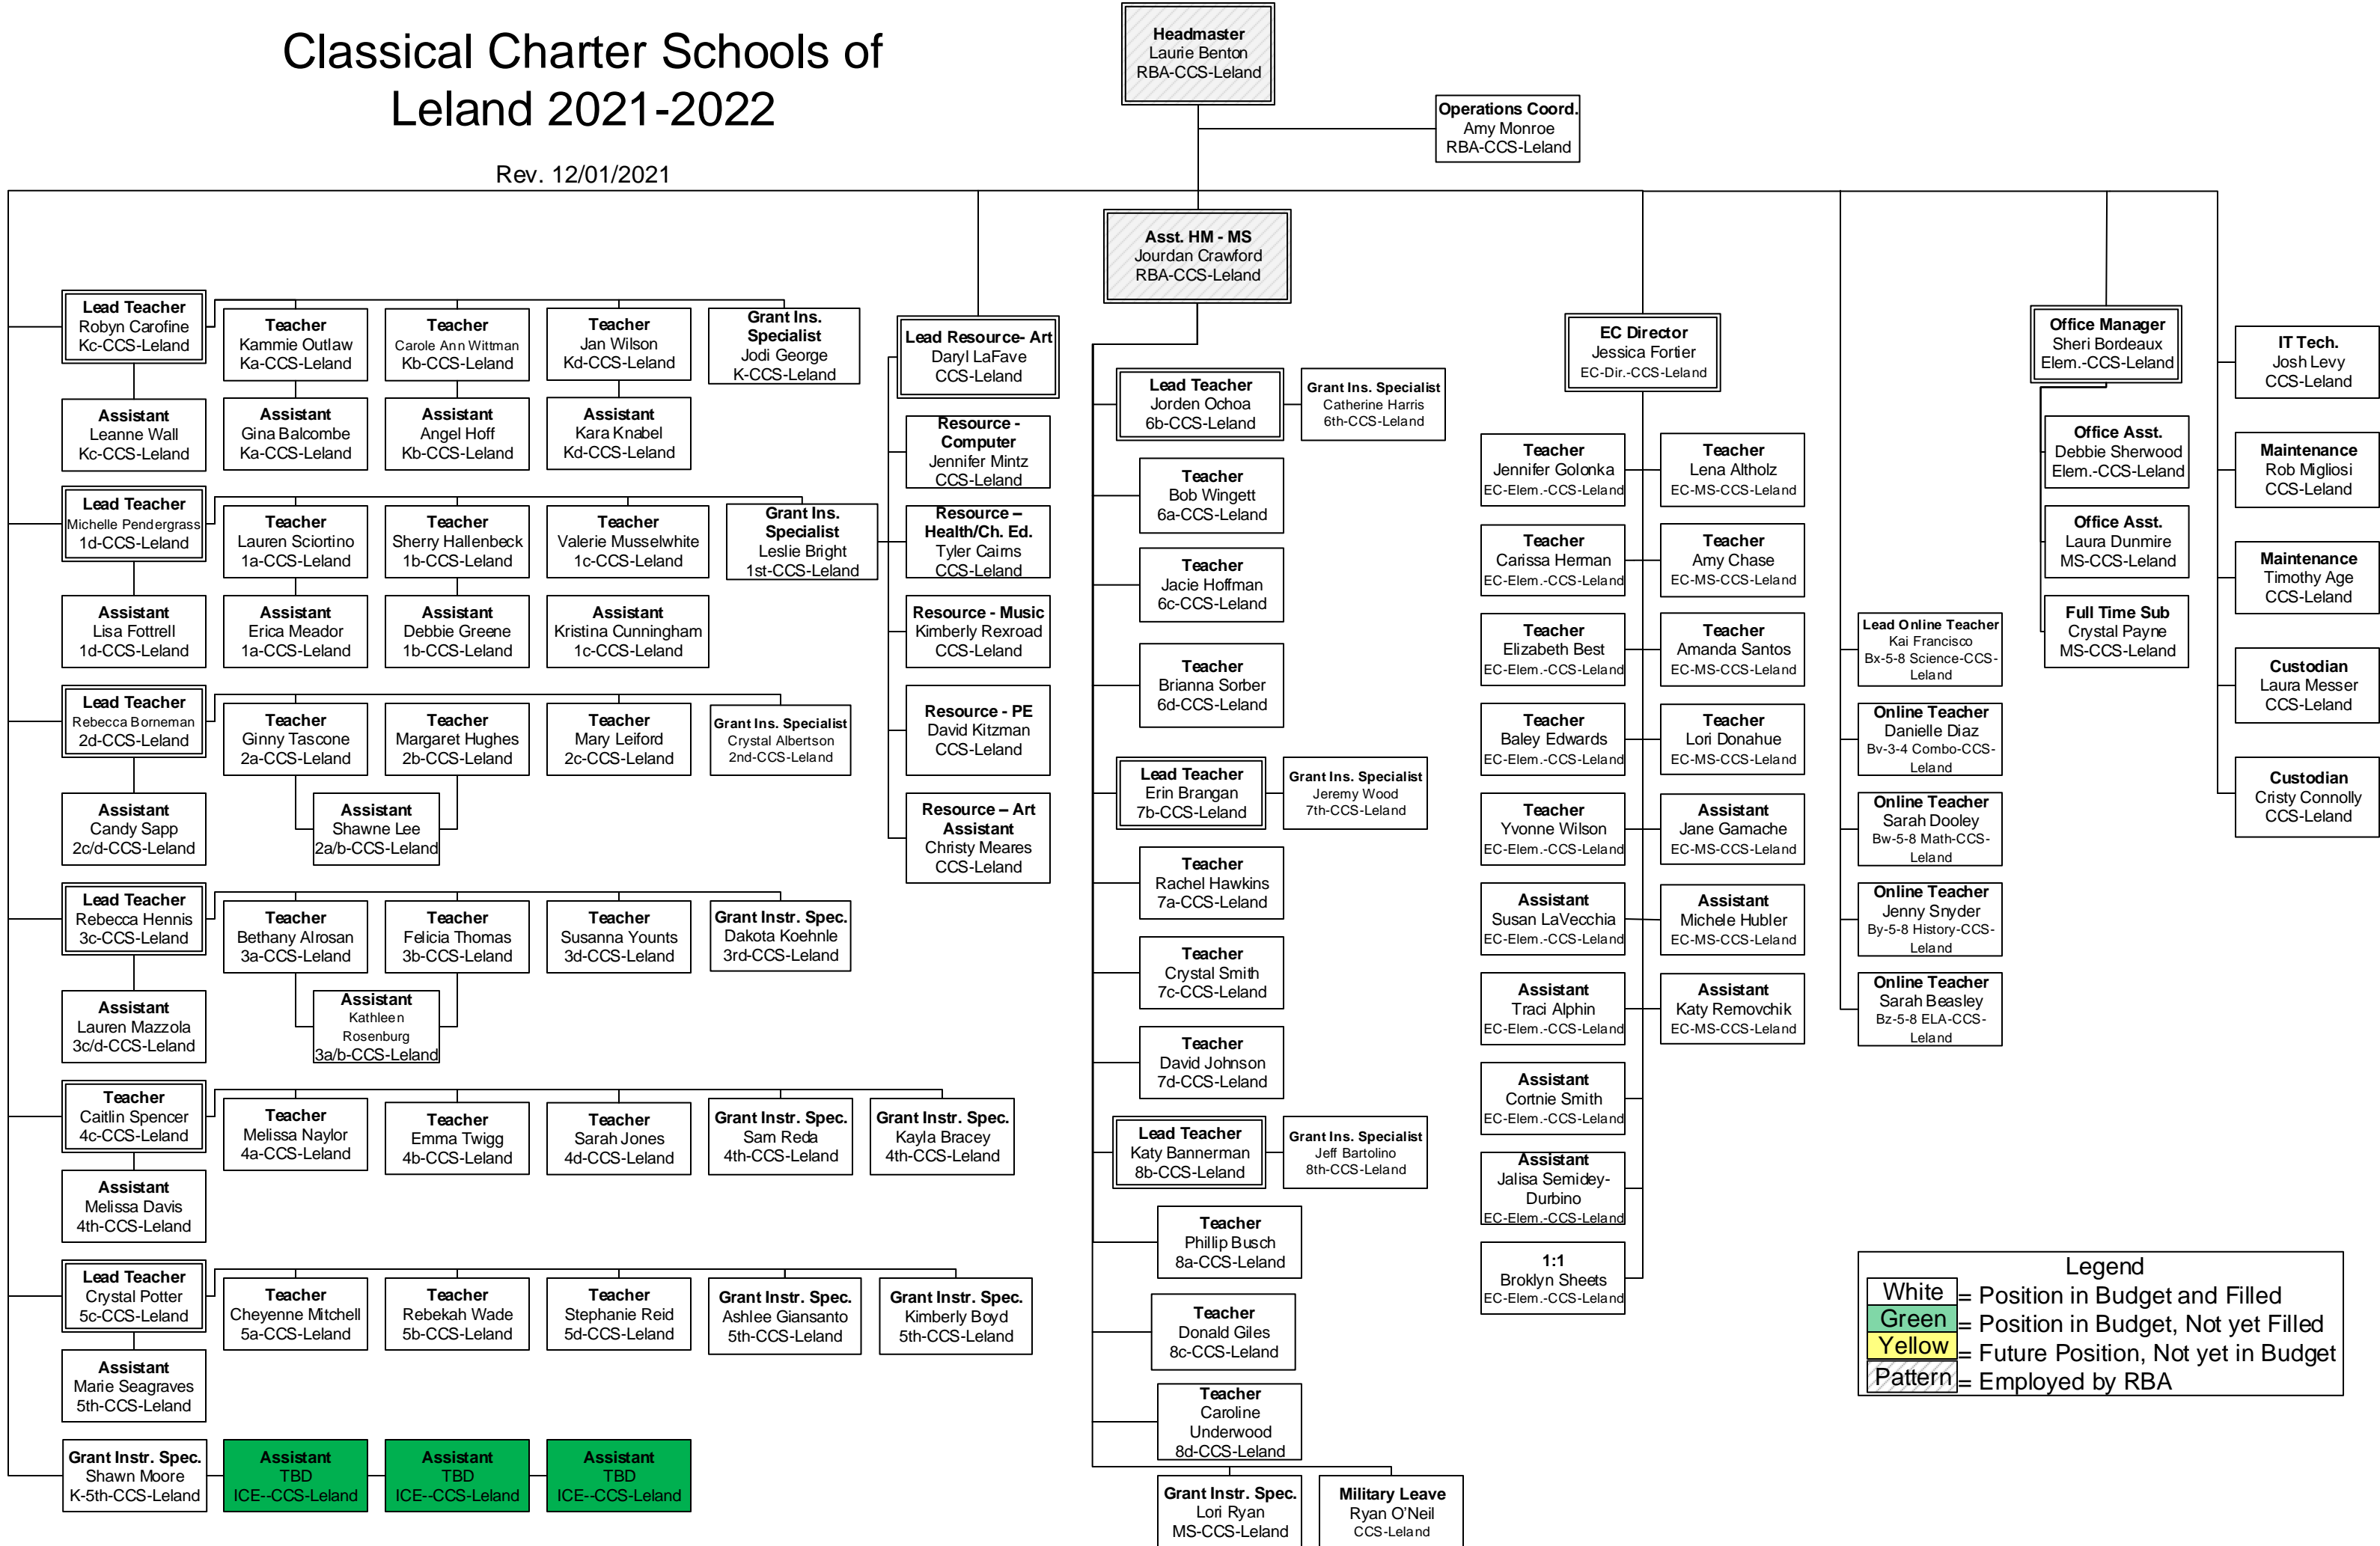 Classical Charter Schools of
Leland 2021-2022
Rev. 12/01/2021
Headmaster
Laurie Benton
RBA-CCS-Leland
Operations Coord.
Amy Monroe
RBA-CCS-Leland
Asst. HM - MS
Jourdan Crawford
RBA-CCS-Leland
Lead Teacher
Robyn Carofine
Kc-CCS-Leland
Teacher
Kammie Outlaw
Ka-CCS-Leland
Teacher
Carole Ann Wittman
Kb-CCS-Leland
Teacher
Jan Wilson
Kd-CCS-Leland
Grant Ins.
Specialist
Jodi George
K-CCS-Leland
Assistant
Leanne Wall
Kc-CCS-Leland
Assistant
Gina Balcombe
Ka-CCS-Leland
Assistant
Angel Hoff
Kb-CCS-Leland
Assistant
Kara Knabel
Kd-CCS-Leland
Lead Teacher
Michelle Pendergrass
1d-CCS-Leland
Teacher
Lauren Sciortino
1a-CCS-Leland
Teacher
Sherry Hallenbeck
1b-CCS-Leland
Teacher
Valerie Musselwhite
1c-CCS-Leland
Grant Ins.
Specialist
Leslie Bright
1st-CCS-Leland
Assistant
Lisa Fottrell
1d-CCS-Leland
Assistant
Erica Meador
1a-CCS-Leland
Assistant
Debbie Greene
1b-CCS-Leland
Assistant
Kristina Cunningham
1c-CCS-Leland
Lead Teacher
Rebecca Borneman
2d-CCS-Leland
Teacher
Ginny Tascone
2a-CCS-Leland
Teacher
Margaret Hughes
2b-CCS-Leland
Teacher
Mary Leiford
2c-CCS-Leland
Grant Ins. Specialist
Crystal Albertson
2nd-CCS-Leland
Assistant
Candy Sapp
2c/d-CCS-Leland
Assistant
Shawne Lee
2a/b-CCS-Leland
Lead Teacher
Rebecca Hennis
3c-CCS-Leland
Teacher
Bethany Alrosan
3a-CCS-Leland
Teacher
Felicia Thomas
3b-CCS-Leland
Teacher
Susanna Younts
3d-CCS-Leland
Grant Instr. Spec.
Dakota Koehnle
3rd-CCS-Leland
Assistant
Lauren Mazzola
3c/d-CCS-Leland
Assistant
Kathleen
Rosenburg
3a/b-CCS-Leland
Teacher
Caitlin Spencer
4c-CCS-Leland
Teacher
Melissa Naylor
4a-CCS-Leland
Teacher
Emma Twigg
4b-CCS-Leland
Teacher
Sarah Jones
4d-CCS-Leland
Grant Instr. Spec.
Sam Reda
4th-CCS-Leland
Grant Instr. Spec.
Kayla Bracey
4th-CCS-Leland
Assistant
Melissa Davis
4th-CCS-Leland
Lead Teacher
Crystal Potter
5c-CCS-Leland
Teacher
Cheyenne Mitchell
5a-CCS-Leland
Teacher
Rebekah Wade
5b-CCS-Leland
Teacher
Stephanie Reid
5d-CCS-Leland
Grant Instr. Spec.
Ashlee Giansanto
5th-CCS-Leland
Grant Instr. Spec.
Kimberly Boyd
5th-CCS-Leland
Assistant
Marie Seagraves
5th-CCS-Leland
Grant Instr. Spec.
Shawn Moore
K-5th-CCS-Leland
Assistant
TBD
ICE--CCS-Leland
Assistant
TBD
ICE--CCS-Leland
Assistant
TBD
ICE--CCS-Leland
Lead Resource- Art
Daryl LaFave
CCS-Leland
Resource -
Computer
Jennifer Mintz
CCS-Leland
Resource –
Health/Ch. Ed.
Tyler Cairns
CCS-Leland
Resource - Music
Kimberly Rexroad
CCS-Leland
Resource - PE
David Kitzman
CCS-Leland
Resource – Art
Assistant
Christy Meares
CCS-Leland
Lead Teacher
Jorden Ochoa
6b-CCS-Leland
Grant Ins. Specialist
Catherine Harris
6th-CCS-Leland
Teacher
Bob Wingett
6a-CCS-Leland
Teacher
Jacie Hoffman
6c-CCS-Leland
Teacher
Brianna Sorber
6d-CCS-Leland
Lead Teacher
Erin Brangan
7b-CCS-Leland
Grant Ins. Specialist
Jeremy Wood
7th-CCS-Leland
Teacher
Rachel Hawkins
7a-CCS-Leland
Teacher
Crystal Smith
7c-CCS-Leland
Teacher
David Johnson
7d-CCS-Leland
Lead Teacher
Katy Bannerman
8b-CCS-Leland
Grant Ins. Specialist
Jeff Bartolino
8th-CCS-Leland
Teacher
Phillip Busch
8a-CCS-Leland
Teacher
Donald Giles
8c-CCS-Leland
Teacher
Caroline
Underwood
8d-CCS-Leland
Grant Instr. Spec.
Lori Ryan
MS-CCS-Leland
Military Leave
Ryan O'Neil
CCS-Leland
EC Director
Jessica Fortier
EC-Dir.-CCS-Leland
Teacher
Jennifer Golonka
EC-Elem.-CCS-Leland
Teacher
Lena Altholz
EC-MS-CCS-Leland
Teacher
Carissa Herman
EC-Elem.-CCS-Leland
Teacher
Amy Chase
EC-MS-CCS-Leland
Teacher
Elizabeth Best
EC-Elem.-CCS-Leland
Teacher
Amanda Santos
EC-MS-CCS-Leland
Teacher
Baley Edwards
EC-Elem.-CCS-Leland
Teacher
Lori Donahue
EC-MS-CCS-Leland
Teacher
Yvonne Wilson
EC-Elem.-CCS-Leland
Assistant
Jane Gamache
EC-MS-CCS-Leland
Assistant
Susan LaVecchia
EC-Elem.-CCS-Leland
Assistant
Michele Hubler
EC-MS-CCS-Leland
Assistant
Traci Alphin
EC-Elem.-CCS-Leland
Assistant
Katy Removchik
EC-MS-CCS-Leland
Assistant
Cortnie Smith
EC-Elem.-CCS-Leland
Assistant
Jalisa Semidey-
Durbino
EC-Elem.-CCS-Leland
1:1
Broklyn Sheets
EC-Elem.-CCS-Leland
Lead Online Teacher
Kai Francisco
Bx-5-8 Science-CCS-
Leland
Online Teacher
Danielle Diaz
Bv-3-4 Combo-CCS-
Leland
Online Teacher
Sarah Dooley
Bw-5-8 Math-CCS-
Leland
Online Teacher
Jenny Snyder
By-5-8 History-CCS-
Leland
Online Teacher
Sarah Beasley
Bz-5-8 ELA-CCS-
Leland
Office Manager
Sheri Bordeaux
Elem.-CCS-Leland
Office Asst.
Debbie Sherwood
Elem.-CCS-Leland
Office Asst.
Laura Dunmire
MS-CCS-Leland
Full Time Sub
Crystal Payne
MS-CCS-Leland
IT Tech.
Josh Levy
CCS-Leland
Maintenance
Rob Migliosi
CCS-Leland
Maintenance
Timothy Age
CCS-Leland
Custodian
Laura Messer
CCS-Leland
Custodian
Cristy Connolly
CCS-Leland
Legend
White = Position in Budget and Filled
Green = Position in Budget, Not yet Filled
Yellow = Future Position, Not yet in Budget
Pattern = Employed by RBA